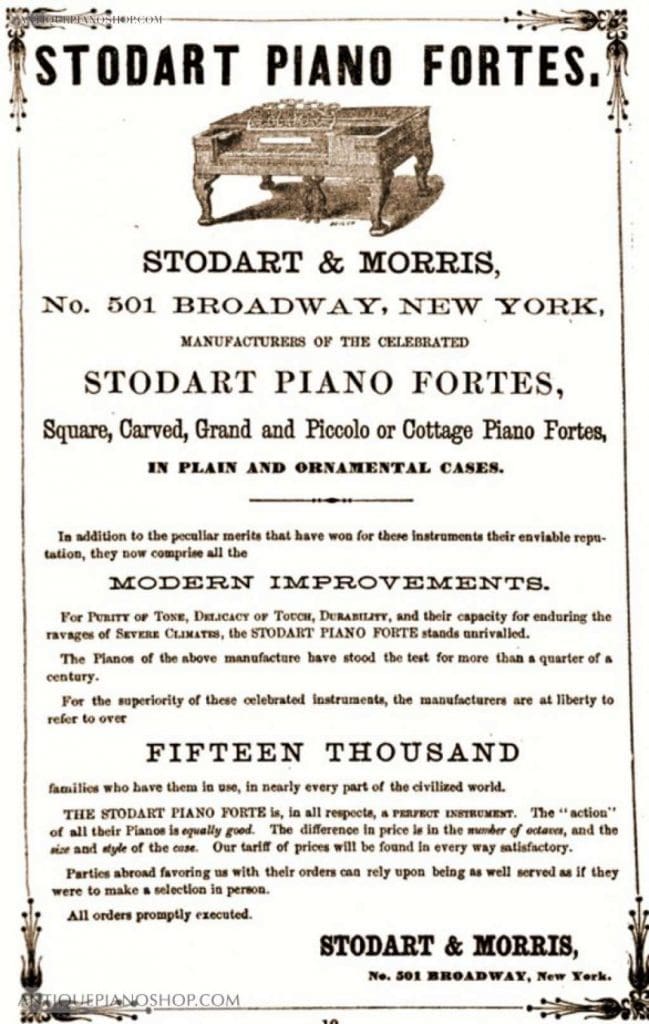 ANTIQUEPIANOSHOP.COM
STODART PIANO FORTES.
STODART & MORRIS,
No. 501 BROADWAY, NEW YORK,
MANUFACTURERS OF THE CELEBRATED
STODART PIANO FORTES,
Square, Carved, Grand and Piccolo or Cottage Piano Fortes,
IN PLAIN AND ORNAMENTAL CASES.
In addition to the peculiar merits that have won for these instruments their enviable repu-
tation, they now comprise all the
MODERN IMPROVEMENTS.
For PURITY OF TONE, DELICACY OF TOUCH, DURABILITY, and their capacity for enduring the
ravages of SEVERE CLIMATES, the STODART PIANO FORTE stands unrivalled.
The Pianos of the above manufacture have stood the test for more than a quarter of a
century.
For the superiority of these celebrated instruments, the manufacturers are at liberty to
refer to over
FIFTEEN THOUSAND
families who have them in use, in nearly every part of the civilized world.
THE STODART PIANO FORTE is, in all respects, A PERFECT INSTRUMENT. The "action"
of all their Pianos is equally good. The difference in price is in the number of octaves, and the
size and style of the case. Our tariff of prices will be found in every way satisfactory.
Parties abroad favoring us with their orders can rely upon being as well served as if they
were to make a selection in person.
All orders promptly executed.
STODART & MORRIS,
No. 501 BROADWAY, New York.
ANTIQUEPIANOSHOP.COM